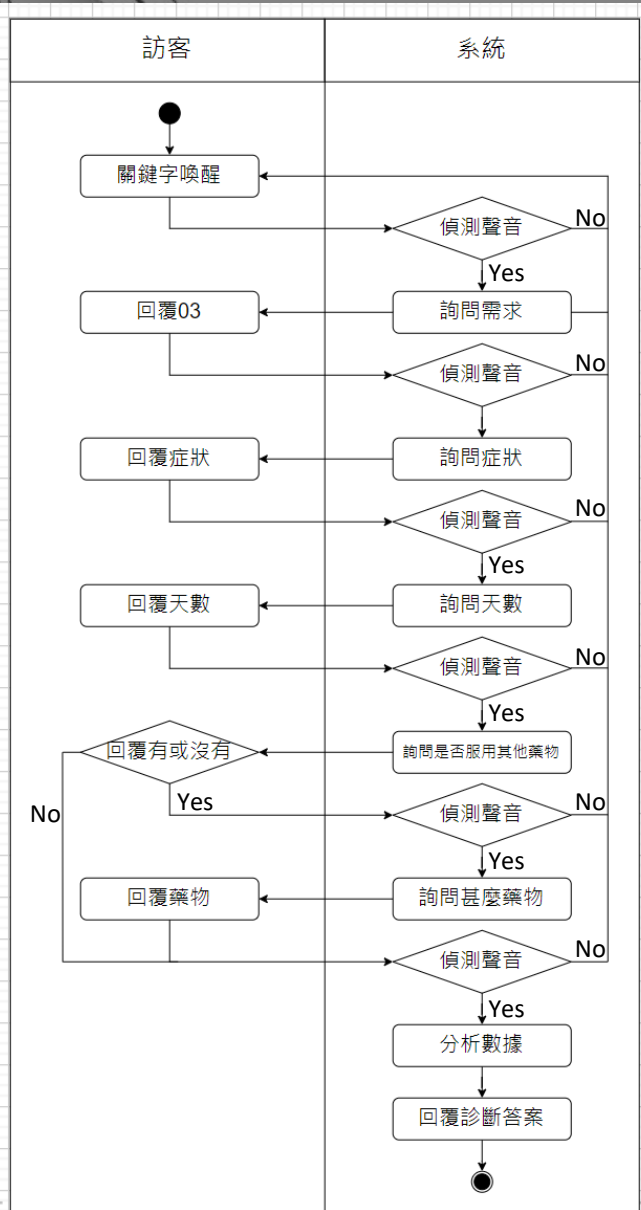 訪客
系統
關鍵字喚醒
偵測聲音
No
Yes
回覆03
詢問需求
偵測聲音
No
回覆症狀
詢問症狀
偵測聲音
No
Yes
回覆天數
詢問天數
偵測聲音
No
Yes
回覆有或沒有
詢問是否服用其他藥物
No
Yes
偵測聲音
No
Yes
回覆藥物
詢問甚麼藥物
偵測聲音
No
Yes
分析數據
回覆診斷答案